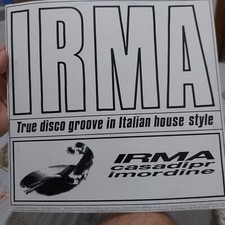 IRMA
True disco groove in Italian house style
IRMA
casadipr
imordine